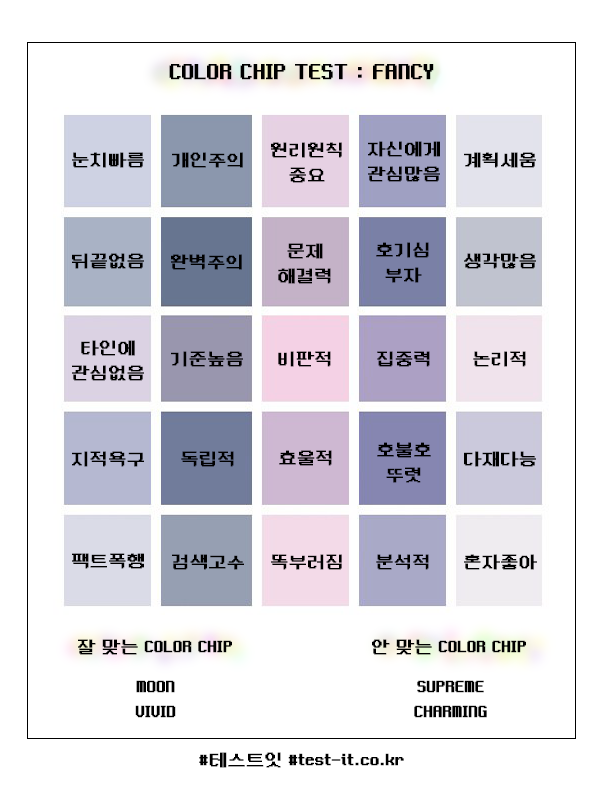 COLOR CHIP TEST : FANCY
눈치빠름 개인주의 원리원칙 중요 자신에게 관심많음 계획세움
뒤끝없음 완벽주의 문제 해결력 호기심 부자 생각많음
타인에 관심없음 기준높음 비판적 집중력 논리적
지적욕구 독립적 효율적 호불호 뚜렷 다재다능
팩트폭행 검색고수 똑부러짐 분석적 혼자좋아
잘 맞는 COLOR CHIP 안 맞는 COLOR CHIP
MOON SUPREME
VIVID CHARMING
#테스트잇 #test-it.co.kr